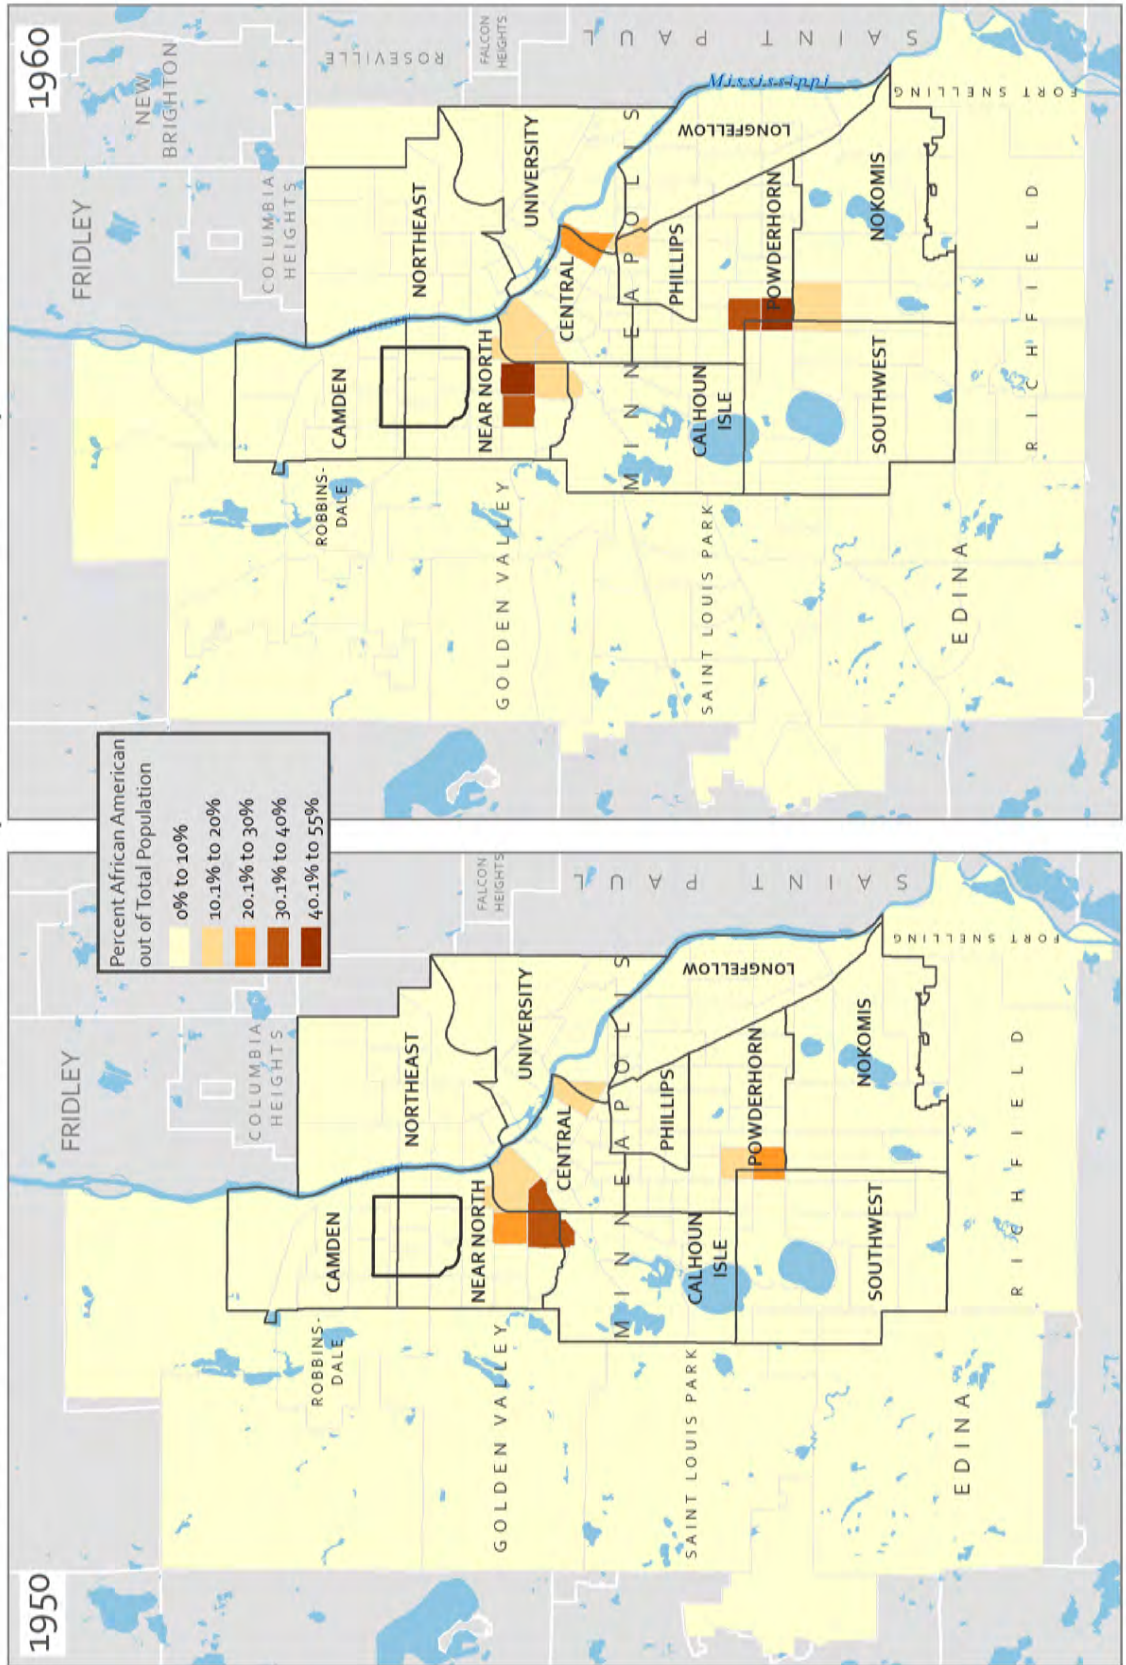 1950
FRIDLEY
COLUMBIA
HEIGHTS
FALCON
HEIGHTS
ROBBINS-
DALE
CAMDEN
NORTHEAST
NEAR NORTH
UNIVERSITY
GOLDEN VALLEY
CENTRAL
MINNEAPOLIS
SAINT PAUL
PHILLIPS
LONGFELLOW
SAINT LOUIS PARK
CALHOUN
ISLE
POWDERHORN
SOUTHWEST
NOKOMIS
FORT SNELLING
EDINA
RICHFIELD
Percent African American
out of Total Population
0% to 10%
10.1% to 20%
20.1% to 30%
30.1% to 40%
40.1% to 55%
1960
NEW
BRIGHTON
FRIDLEY
COLUMBIA
HEIGHTS
ROSEVILLE
FALCON
HEIGHTS
ROBBINS-
DALE
CAMDEN
NORTHEAST
NEAR NORTH
UNIVERSITY
GOLDEN VALLEY
CENTRAL
MINNEAPOLIS
SAINT PAUL
Mississippi
PHILLIPS
LONGFELLOW
SAINT LOUIS PARK
CALHOUN
ISLE
POWDERHORN
SOUTHWEST
NOKOMIS
FORT SNELLING
EDINA
RICHFIELD